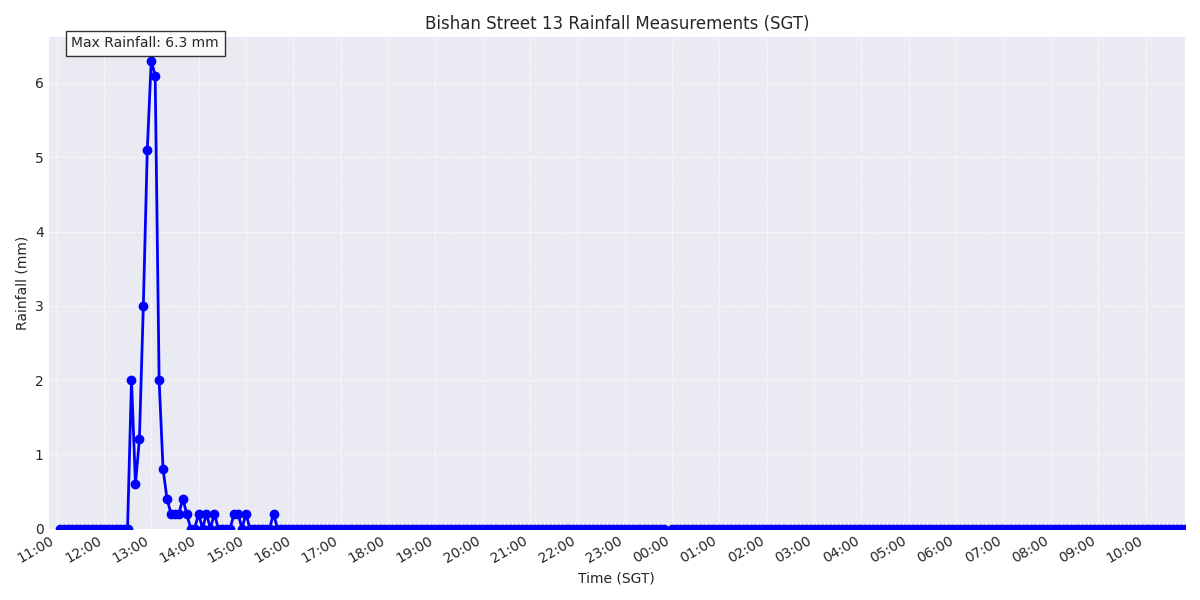 Bishan Street 13 Rainfall Measurements (SGT)
Max Rainfall: 6.3 mm
6
5
4
3
2
1
0
Rainfall (mm)
11:00 12:00 13:00 14:00 15:00 16:00 17:00 18:00 19:00 20:00 21:00 22:00 23:00 00:00 01:00 02:00 03:00 04:00 05:00 06:00 07:00 08:00 09:00 10:00
Time (SGT)